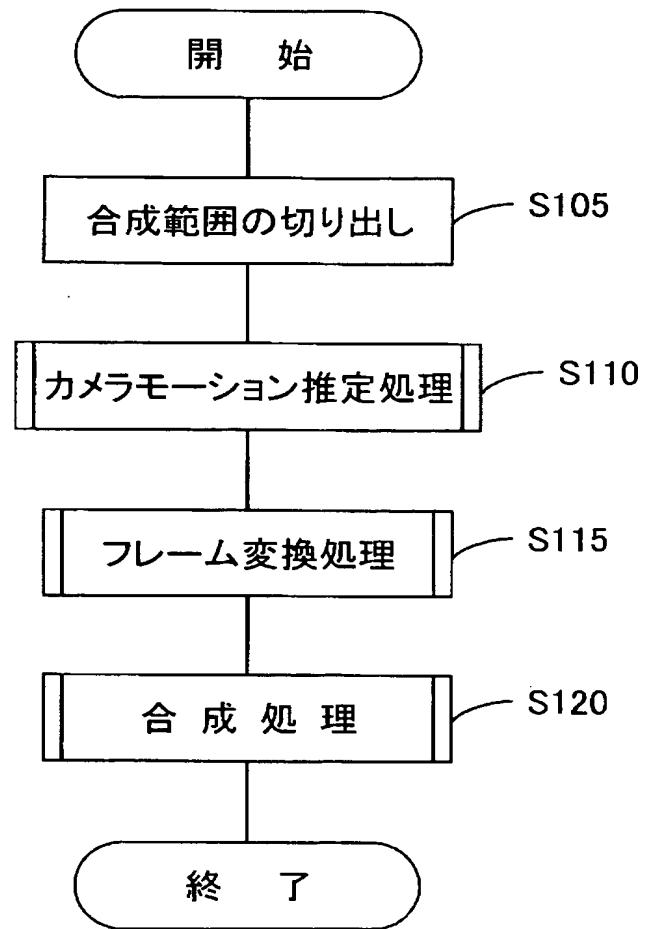 開 始
合成範囲の切り出し
S105
カメラモーション推定処理
S110
フレーム変換処理
S115
合 成 処 理
S120
終 了